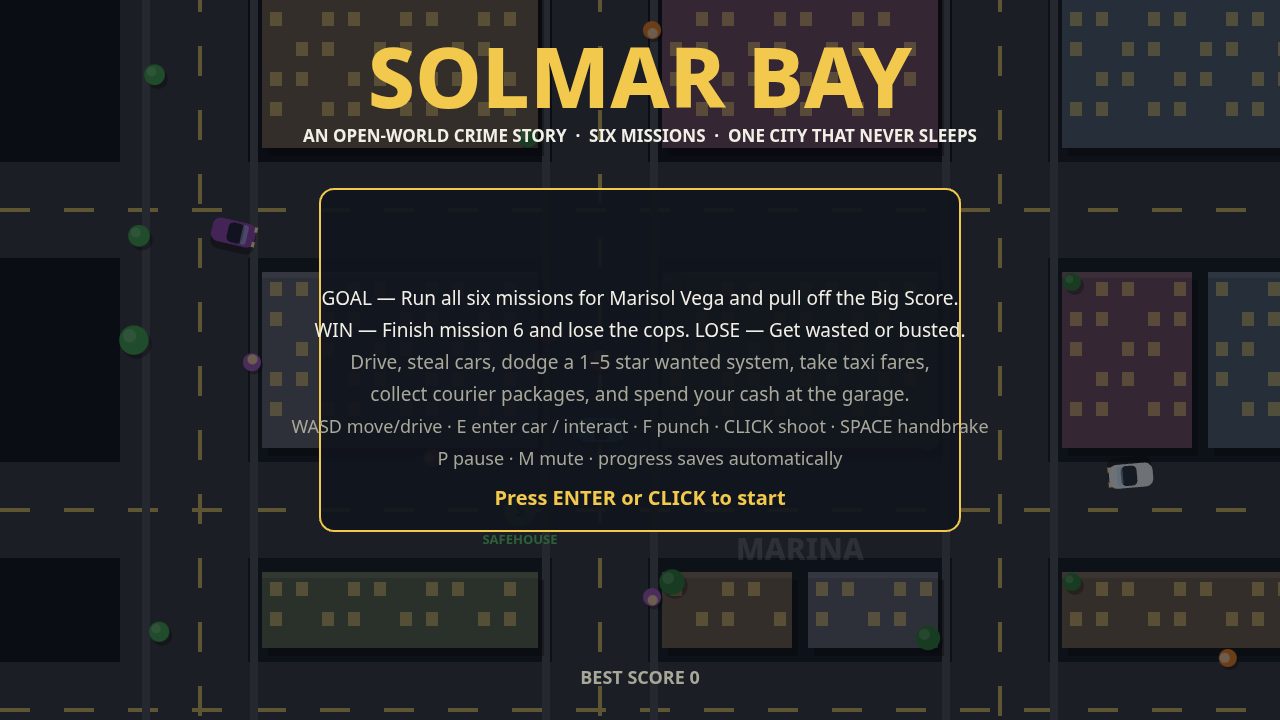 SOLMAR BAY
AN OPEN-WORLD CRIME STORY · SIX MISSIONS · ONE CITY THAT NEVER SLEEPS
GOAL — Run all six missions for Marisol Vega and pull off the Big Score.
WIN — Finish mission 6 and lose the cops. LOSE — Get wasted or busted.
Drive, steal cars, dodge a 1–5 star wanted system, take taxi fares,
collect courier packages, and spend your cash at the garage.
WASD move/drive · E enter car / interact · F punch · CLICK shoot · SPACE handbrake
P pause · M mute · progress saves automatically
Press ENTER or CLICK to start
SAFEHOUSE
MARINA
BEST SCORE 0